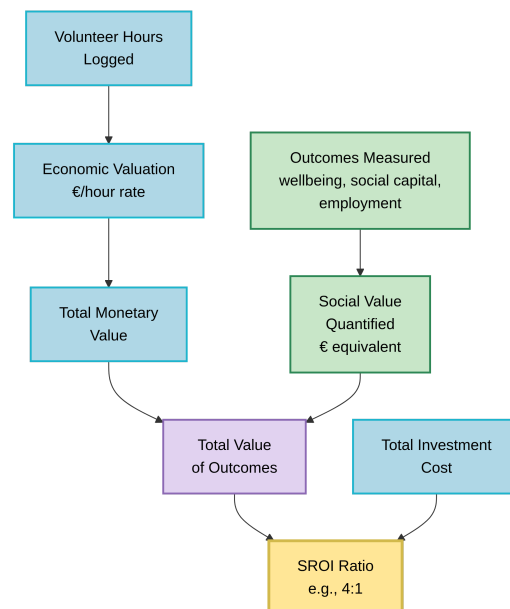 Volunteer Hours
Logged
Economic Valuation
€/hour rate
Outcomes Measured
wellbeing, social capital,
employment
Total Monetary
Value
Social Value
Quantified
€ equivalent
Total Value
of Outcomes
Total Investment
Cost
SROI Ratio
e.g., 4:1